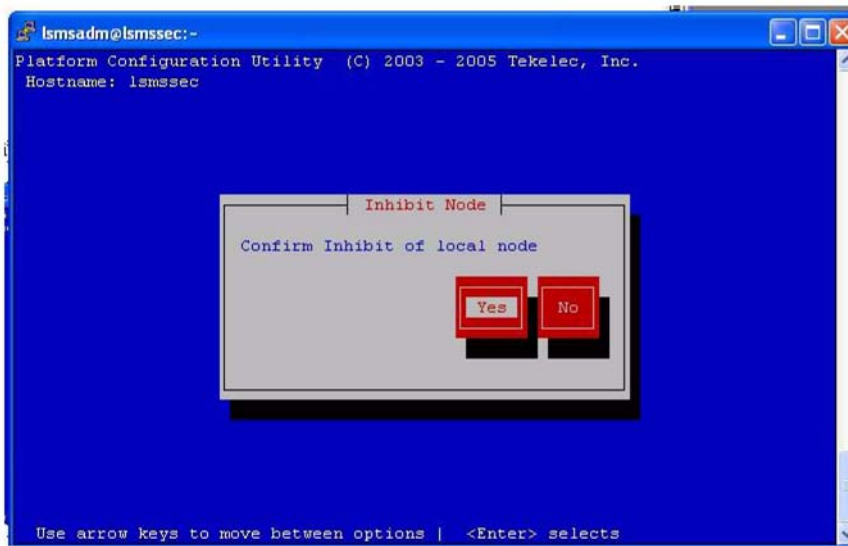 lsmsadm@lsmssec:~
Platform Configuration Utility (C) 2003 - 2005 Tekelec, Inc.
Hostname: lsmssec
Inhibit Node
Confirm Inhibit of local node
Yes No
Use arrow keys to move between options | <Enter> selects